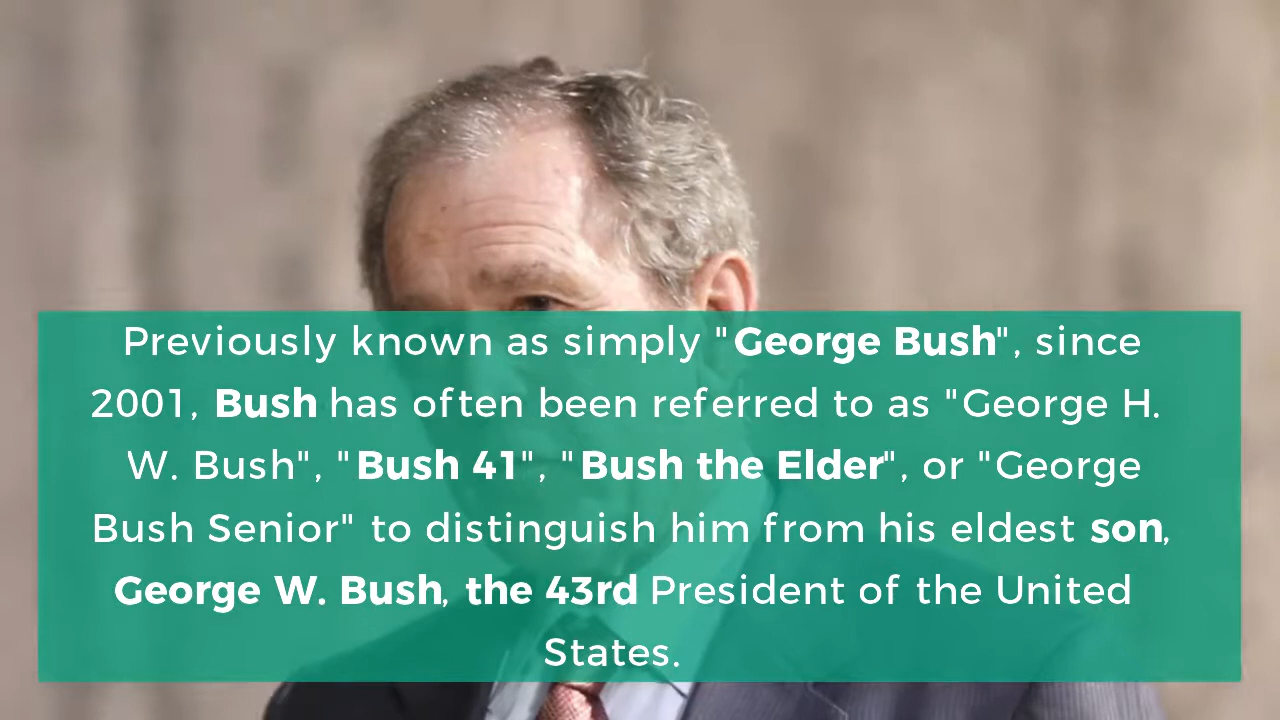 Previously known as simply "George Bush", since
2001, Bush has often been referred to as "George H.
W. Bush", "Bush 41", "Bush the Elder", or "George
Bush Senior" to distinguish him from his eldest son,
George W. Bush, the 43rd President of the United
States.